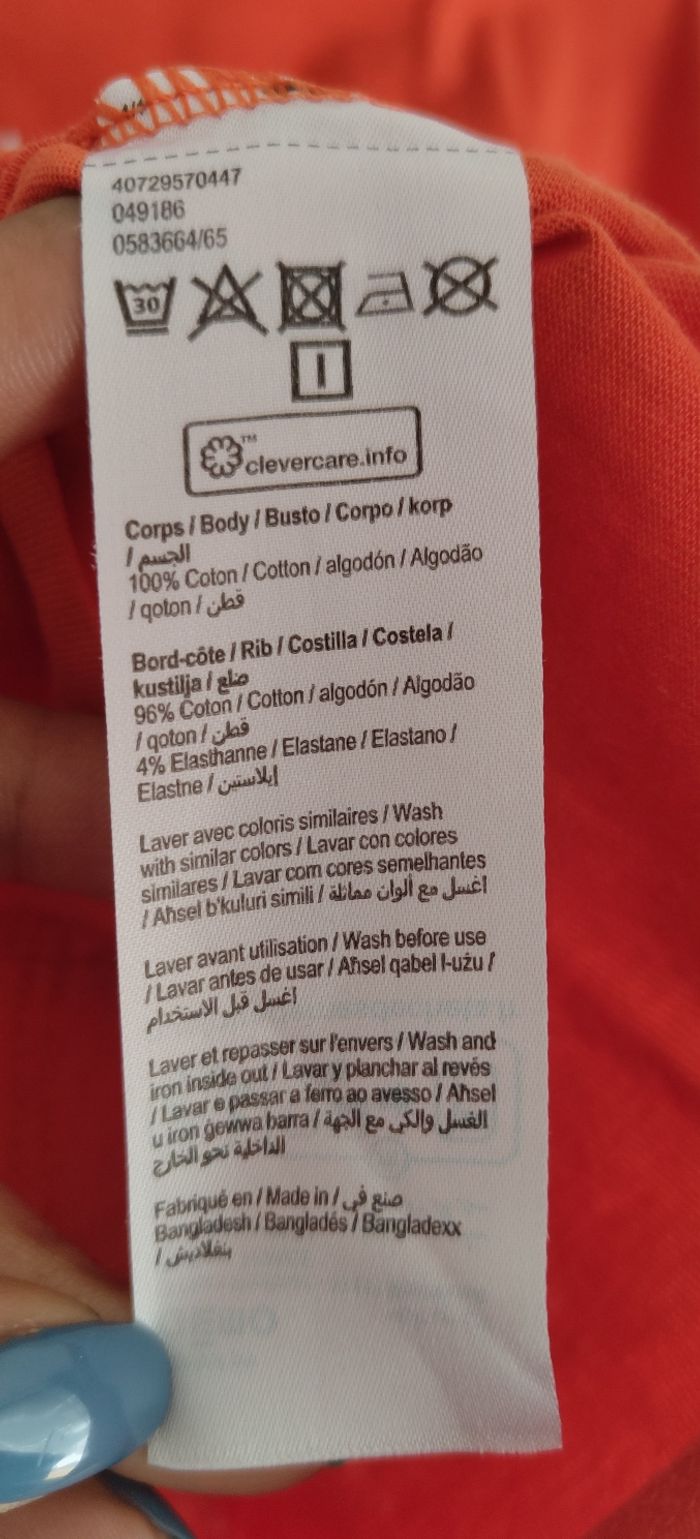 40729570447
049186
0583664/65
30
clevercare.info
Corps / Body / Busto / Corpo / korp
/ الجسم
100% Coton / Cotton / algodón / Algodão
/ qoton / قطن
Bord-côte / Rib / Costilla / Costela /
kustilja / ضلع
96% Coton / Cotton / algodón / Algodão
/ qoton / قطن
4% Elasthanne / Elastane / Elastano /
Elastne / إيلاستين
Laver avec coloris similaires / Wash
with similar colors / Lavar con colores
similares / Lavar com cores semelhantes
/ Aħsel b'kuluri simili / اغسل مع ألوان مماثلة
Laver avant utilisation / Wash before use
/ Lavar antes de usar / Aħsel qabel l-użu /
اغسل قبل الاستخدام
Laver et repasser sur l'envers / Wash and
iron inside out / Lavar y planchar al revés
/ Lavar e passar a ferro ao avesso / Aħsel
u iron ġewwa barra / الغسل والكي مع الجهة
الداخلية نحو الخارج
Fabriqué en / Made in / صنع في
Bangladesh / Bangladés / Bangladexx
/ بنغلاديش